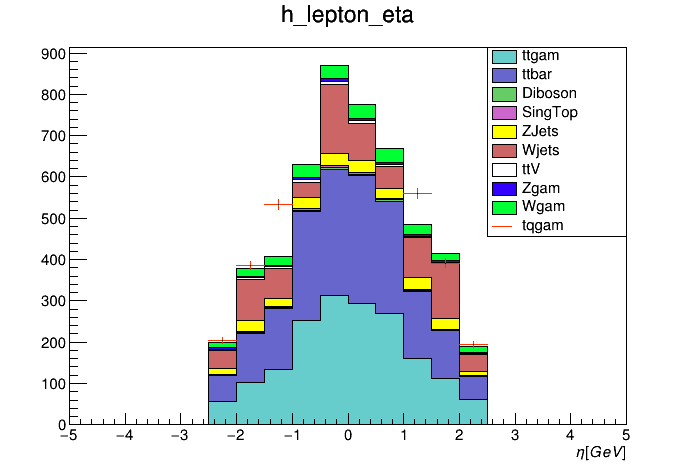 h_lepton_eta
900
800
700
600
500
400
300
200
100
0
−5 −4 −3 −2 −1 0 1 2 3 4 5
η[GeV]
ttgam
ttbar
Diboson
SingTop
ZJets
Wjets
ttV
Zgam
Wgam
tqgam